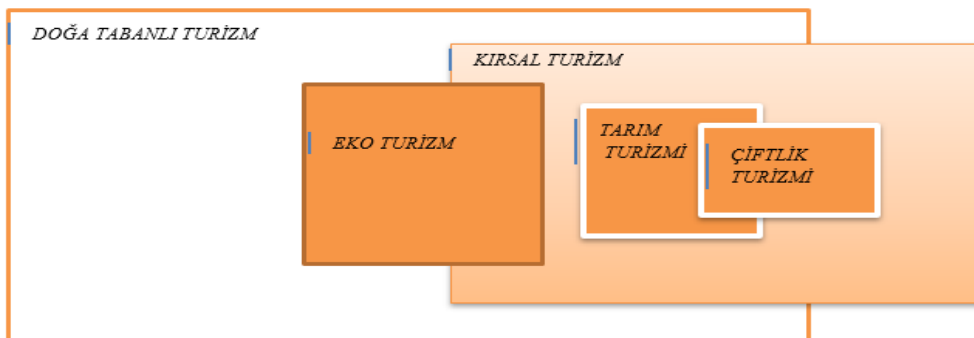 DOĞA TABANLI TURİZM
KIRSAL TURİZM
EKO TURİZM
TARIM
TURİZMİ
ÇİFTLİK
TURİZMİ